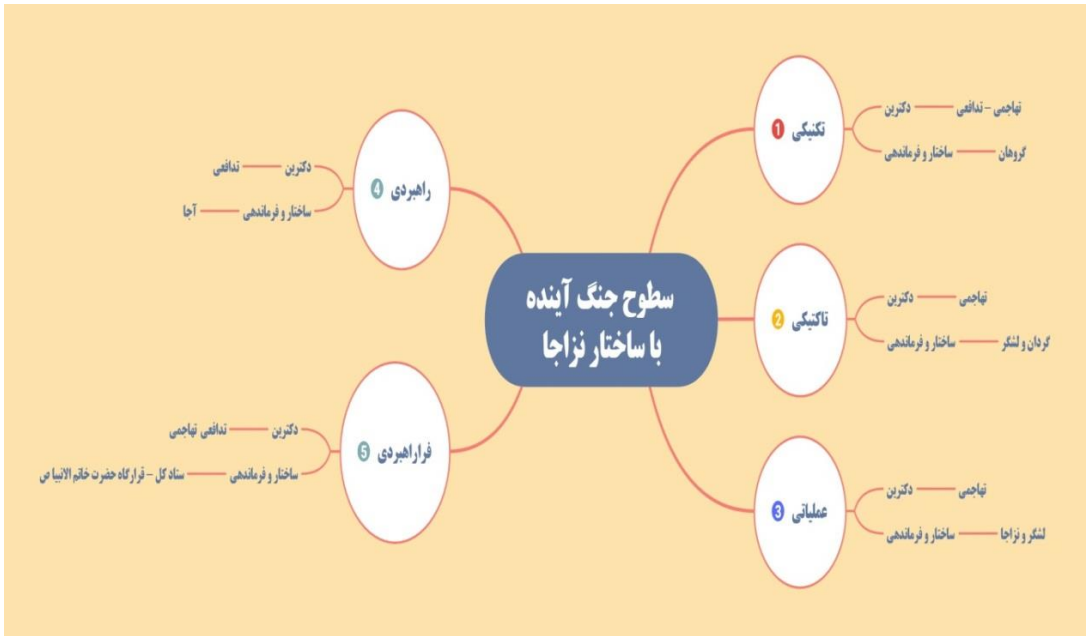 سطوح جنگ آینده
با ساختار نزاجا
تکنیکی 1
دکترین
تهاجمی – تدافعی
ساختار و فرماندهی
گروهان
تاکتیکی 2
دکترین
تهاجمی
ساختار و فرماندهی
گردان و لشگر
عملیاتی 3
دکترین
تهاجمی
ساختار و فرماندهی
لشگر و نزاجا
راهبردی 4
دکترین
تدافعی
ساختار و فرماندهی
آجا
فراراهبردی 5
دکترین
تدافعی تهاجمی
ساختار و فرماندهی
ستاد کل – قرارگاه حضرت خاتم الانبیا ص